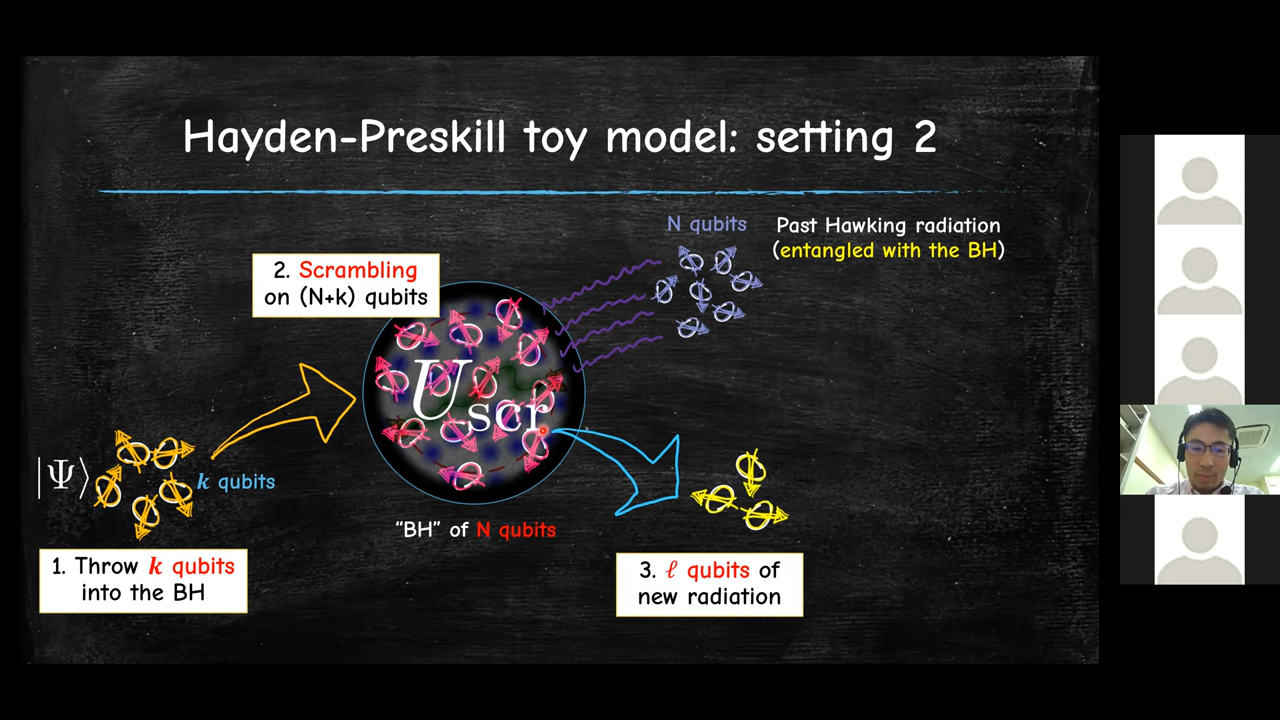 Hayden-Preskill toy model: setting 2
N qubits
Past Hawking radiation
(entangled with the BH)
2. Scrambling
on (N+k) qubits
U_scr
|Ψ⟩
k qubits
"BH" of N qubits
1. Throw k qubits
into the BH
3. ℓ qubits of
new radiation